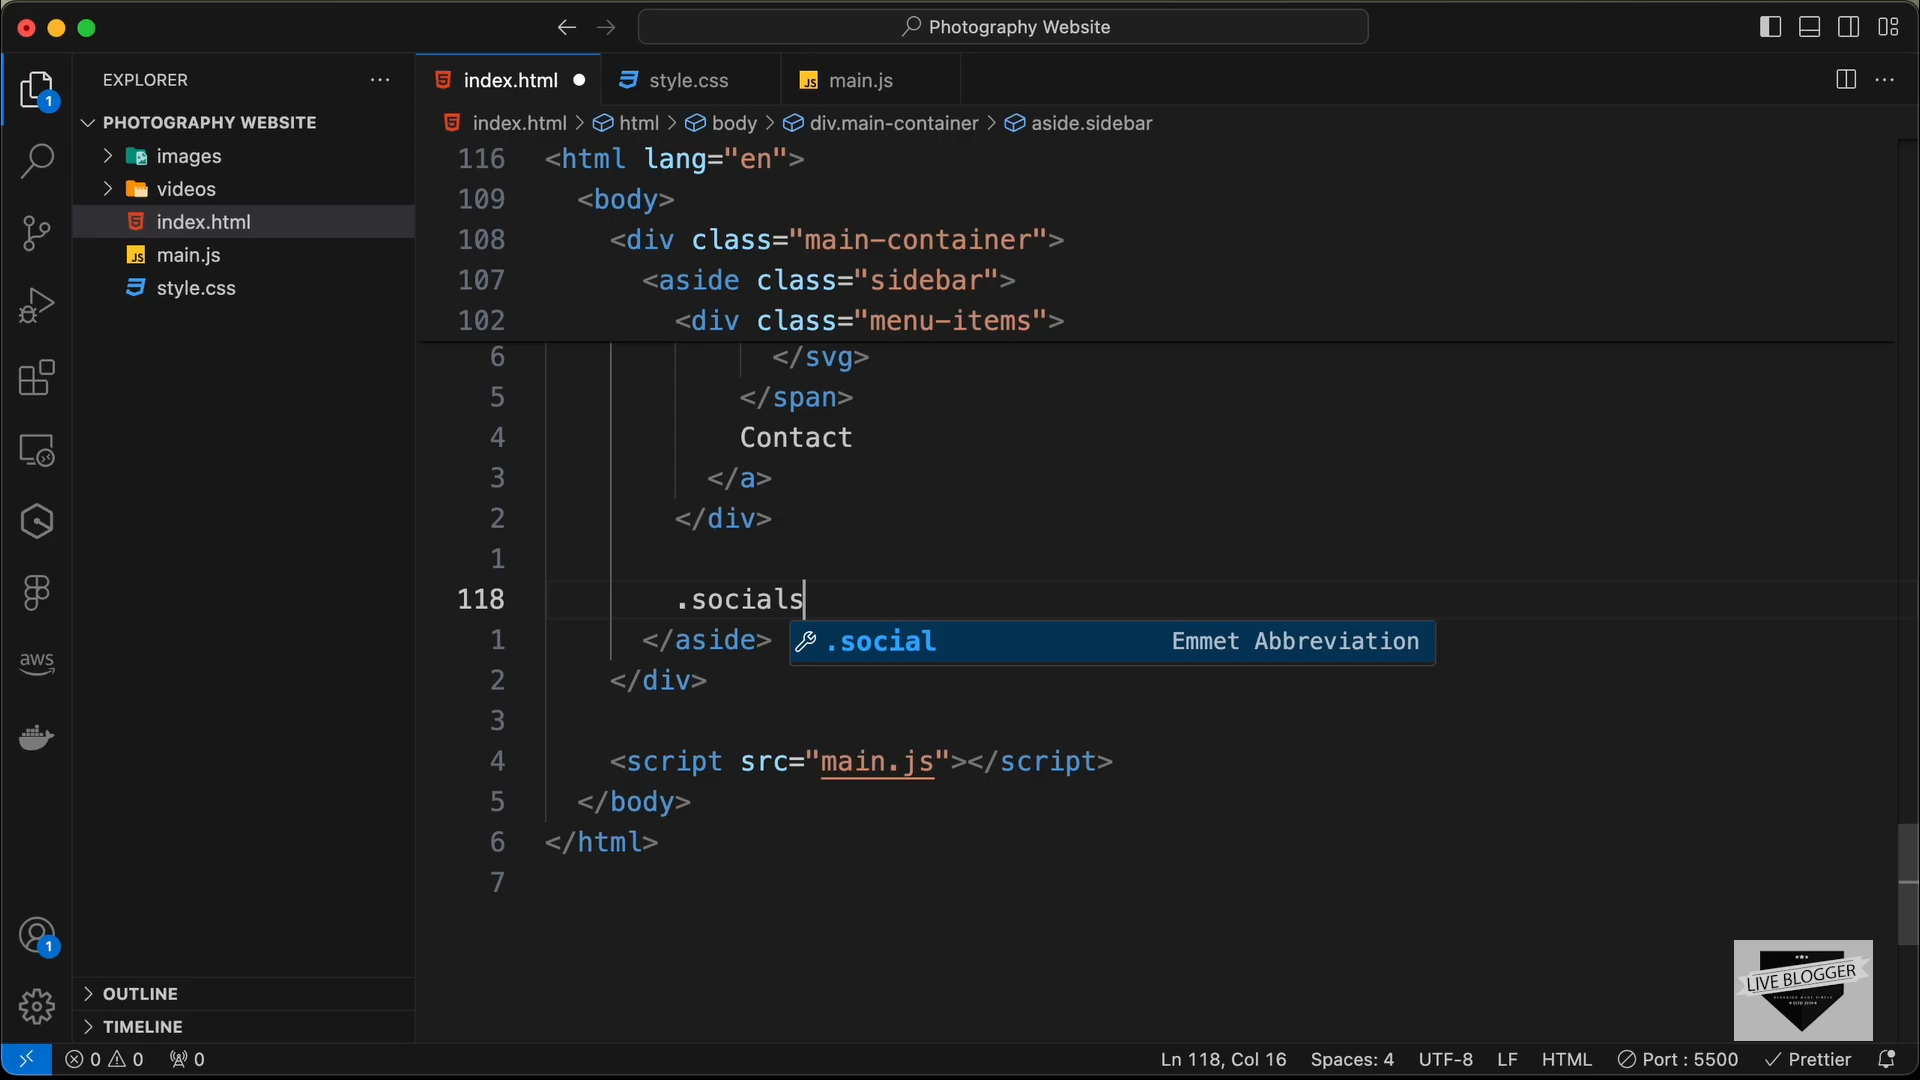 Photography Website
EXPLORER
index.html
style.css
main.js
1
PHOTOGRAPHY WEBSITE
index.html > html > body > div.main-container > aside.sidebar
images
videos
index.html
main.js
style.css
116 <html lang="en">
109 <body>
108 <div class="main-container">
107 <aside class="sidebar">
102 <div class="menu-items">
6 </svg>
5 </span>
4 Contact
3 </a>
2 </div>
1
118 .socials
1 </aside>
.social Emmet Abbreviation
2 </div>
3
4 <script src="main.js"></script>
5 </body>
6 </html>
7
aws
1
OUTLINE
TIMELINE
LIVE BLOGGER
0 0 0
Ln 118, Col 16 Spaces: 4 UTF-8 LF HTML Port : 5500 Prettier